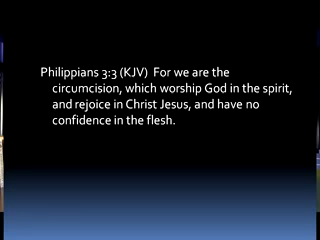 Philippians 3:3 (KJV)  For we are the
circumcision, which worship God in the spirit,
and rejoice in Christ Jesus, and have no
confidence in the flesh.